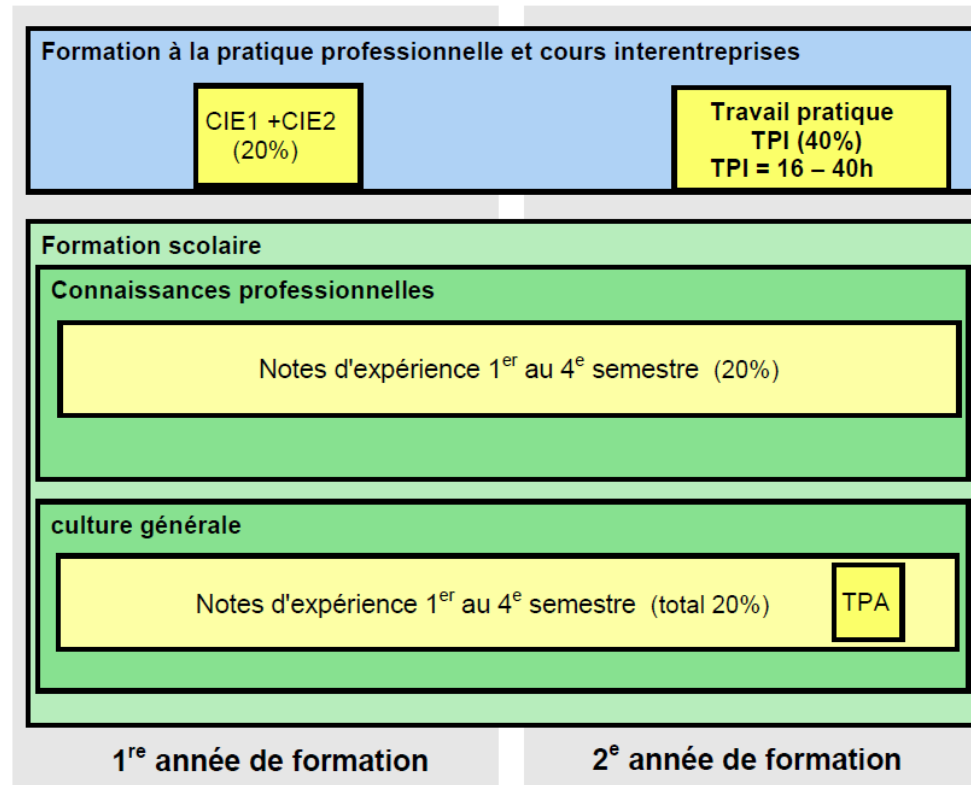 Formation à la pratique professionnelle et cours interentreprises
CIE1 +CIE2
(20%)
Travail pratique
TPI (40%)
TPI = 16 – 40h
Formation scolaire
Connaissances professionnelles
Notes d'expérience 1er au 4e semestre (20%)
culture générale
Notes d'expérience 1er au 4e semestre (total 20%)
TPA
1re année de formation
2e année de formation